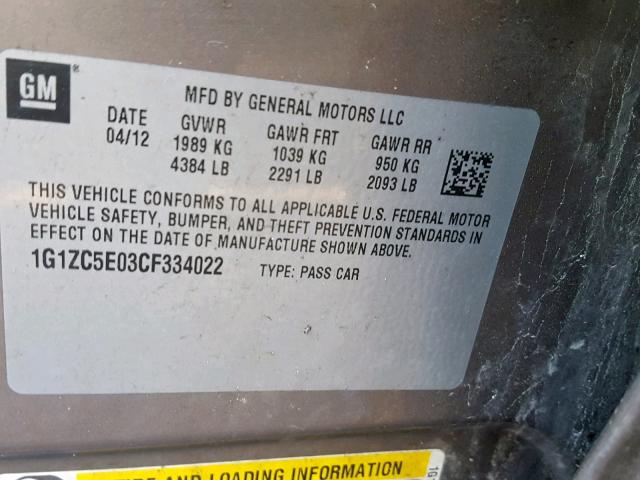 GM ®
MFD BY GENERAL MOTORS LLC
DATE GVWR GAWR FRT GAWR RR
04/12 1989 KG 1039 KG 950 KG
4384 LB 2291 LB 2093 LB
THIS VEHICLE CONFORMS TO ALL APPLICABLE U.S. FEDERAL MOTOR
VEHICLE SAFETY, BUMPER, AND THEFT PREVENTION STANDARDS IN
EFFECT ON THE DATE OF MANUFACTURE SHOWN ABOVE.
1G1ZC5E03CF334022 TYPE: PASS CAR
AND LOADING INFORMATION
1G